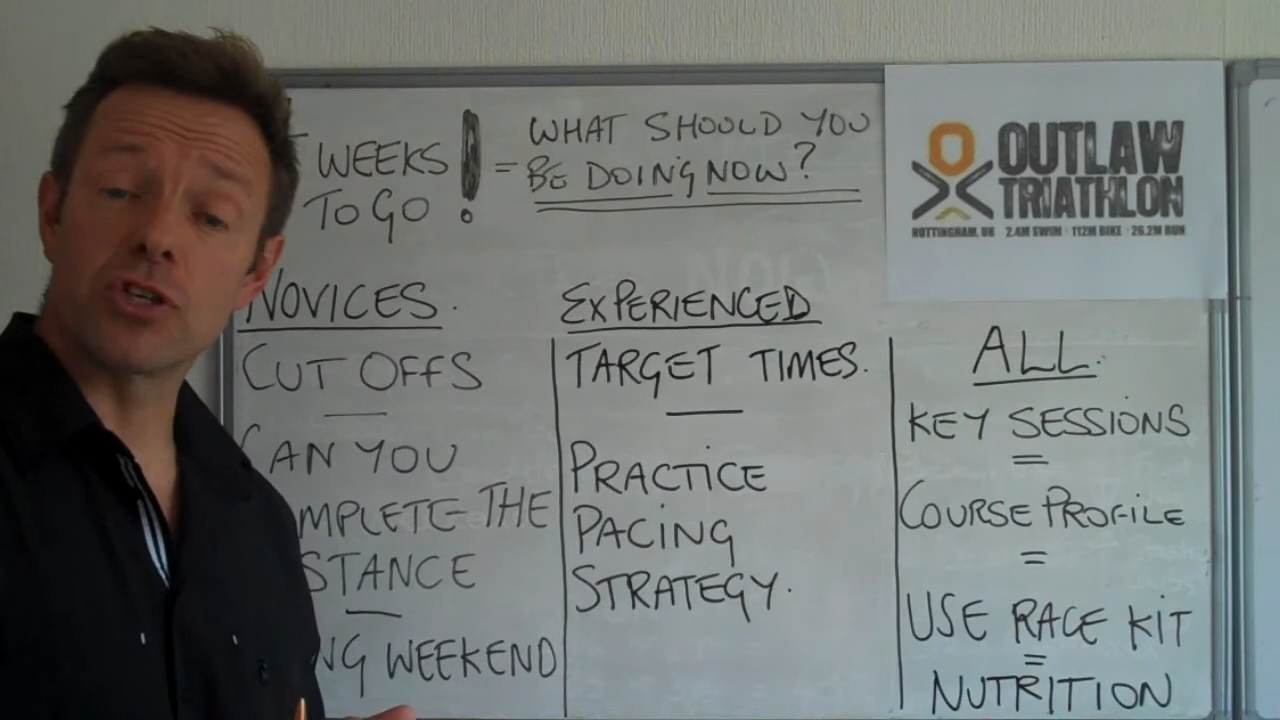 WEEKS
TO GO ! = WHAT SHOULD YOU
BE DOING NOW?
OUTLAW
TRIATHLON
NOTTINGHAM, UK 2.4M SWIM 112M BIKE 26.2M RUN
NOVICES.
CUT OFFS
CAN YOU
MPLETE THE
STANCE
NG WEEKEND
EXPERIENCED
TARGET TIMES.
PRACTICE
PACING
STRATEGY.
ALL.
KEY SESSIONS
=
COURSE PROFILE
=
USE RACE KIT
=
NUTRITION